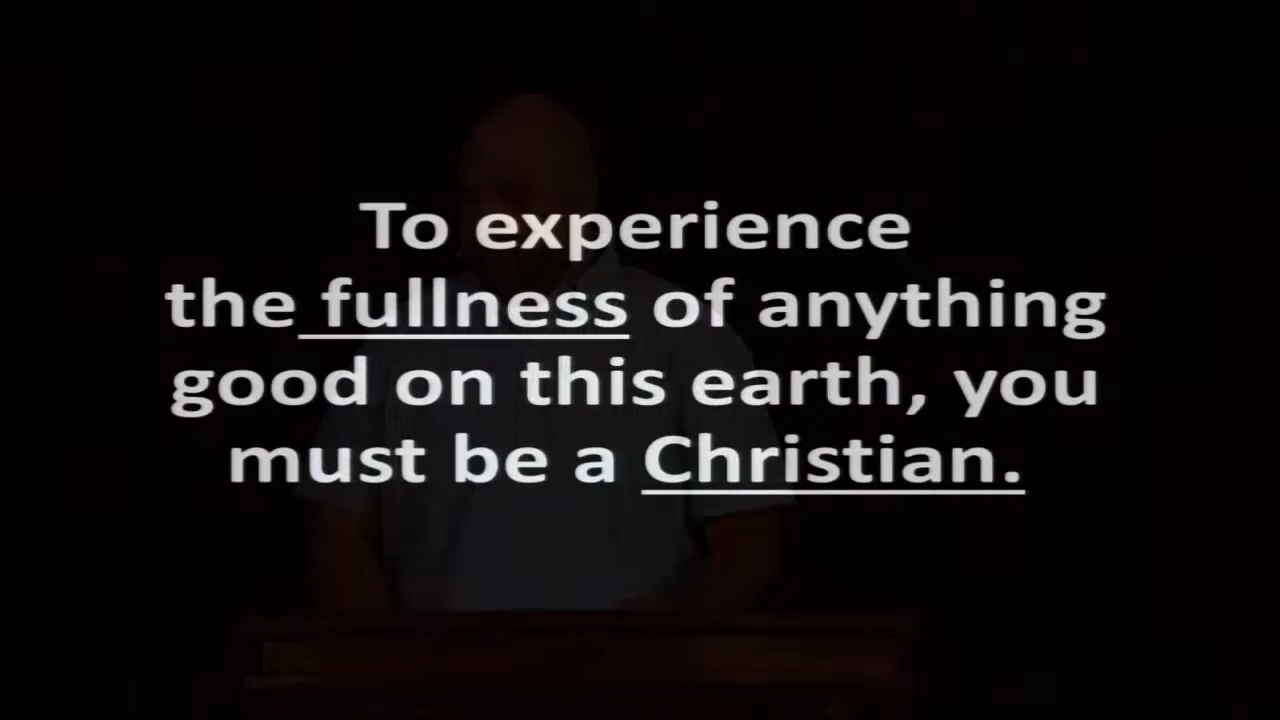 To experience
the fullness of anything
good on this earth, you
must be a Christian.